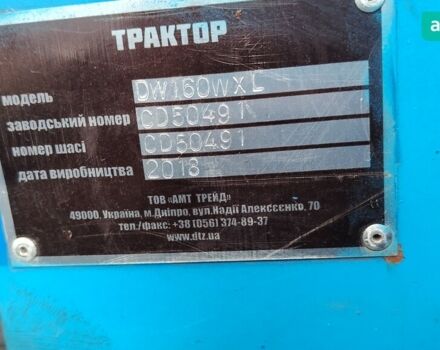 ТРАКТОР
модель DW160WXL
заводський номер CD50491
номер шасі CD50491
дата виробництва 2018
ТОВ «АМТ ТРЕЙД»
49000, Україна, м.Дніпро, вул.Надії Алексєєнко, 70
тел./факс: +38 (056) 374-89-37
www.dtz.ua